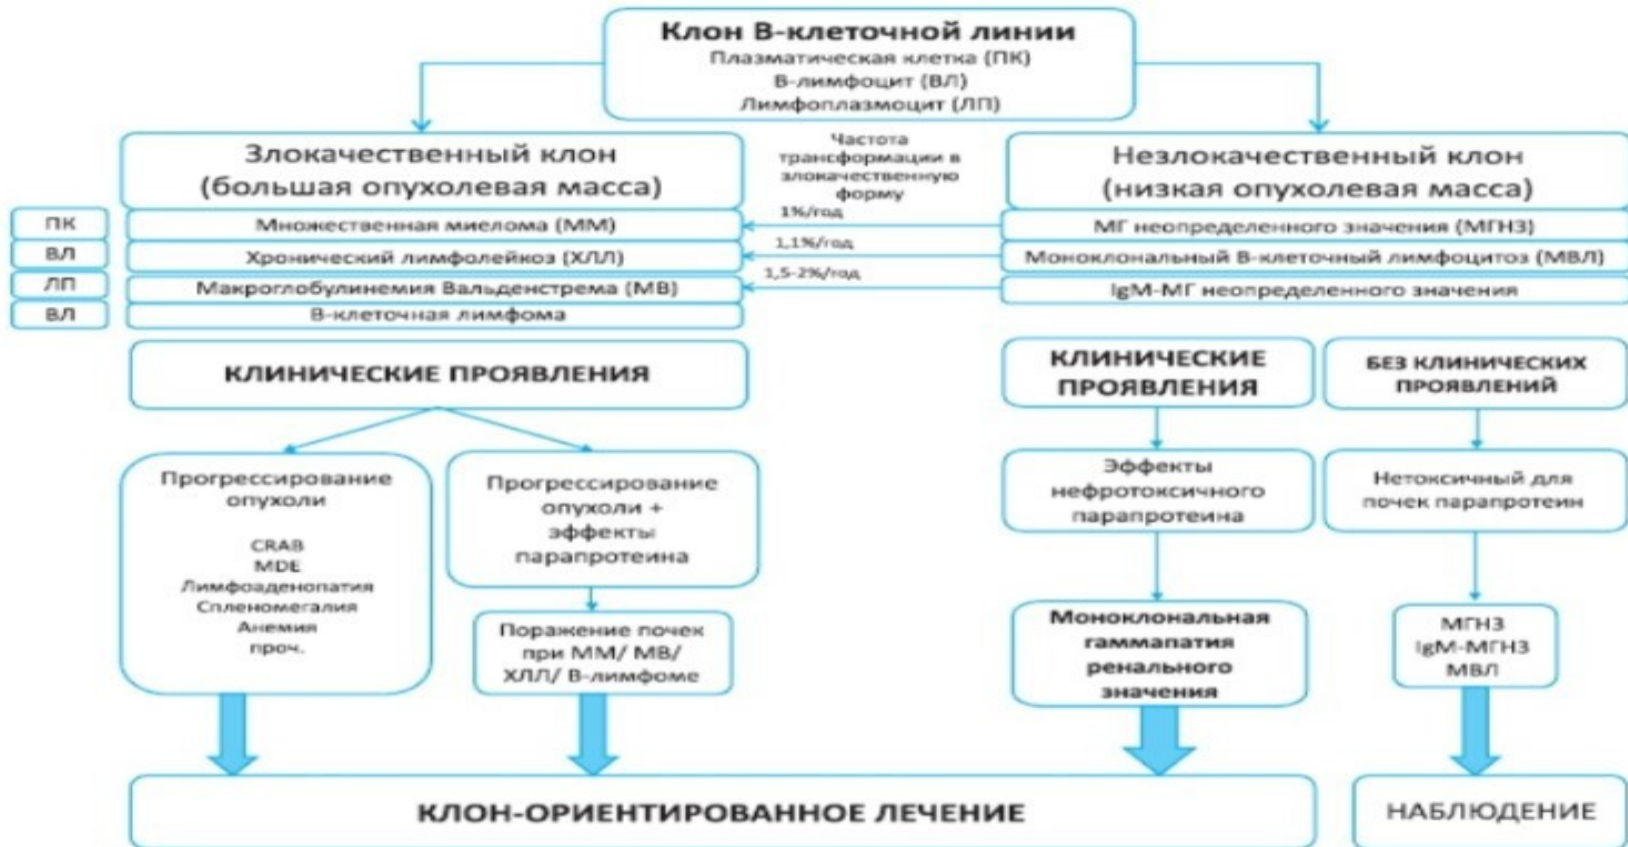 Клон В-клеточной линии
Плазматическая клетка (ПК)
В-лимфоцит (ВЛ)
Лимфоплазмоцит (ЛП)
Злокачественный клон
(большая опухолевая масса)
Частота
трансформации в
злокачественную
форму
Незлокачественный клон
(низкая опухолевая масса)
ПК
Множественная миелома (ММ)
1%/год
МГ неопределенного значения (МГНЗ)
ВЛ
Хронический лимфолейкоз (ХЛЛ)
1,1%/год
Моноклональный В-клеточный лимфоцитоз (МВЛ)
ЛП
Макроглобулинемия Вальденстрема (МВ)
1,5-2%/год
IgM-МГ неопределенного значения
ВЛ
В-клеточная лимфома
КЛИНИЧЕСКИЕ ПРОЯВЛЕНИЯ
КЛИНИЧЕСКИЕ
ПРОЯВЛЕНИЯ
БЕЗ КЛИНИЧЕСКИХ
ПРОЯВЛЕНИЙ
Прогрессирование
опухоли
CRAB
MDE
Лимфоаденопатия
Спленомегалия
Анемия
проч.
Прогрессирование
опухоли +
эффекты
парапротеина
Эффекты
нефротоксичного
парапротеина
Нетоксичный для
почек парапротеин
Поражение почек
при ММ/ МВ/
ХЛЛ/ В-лимфоме
Моноклональная
гаммапатия
ренального
значения
МГНЗ
IgM-МГНЗ
МВЛ
КЛОН-ОРИЕНТИРОВАННОЕ ЛЕЧЕНИЕ
НАБЛЮДЕНИЕ